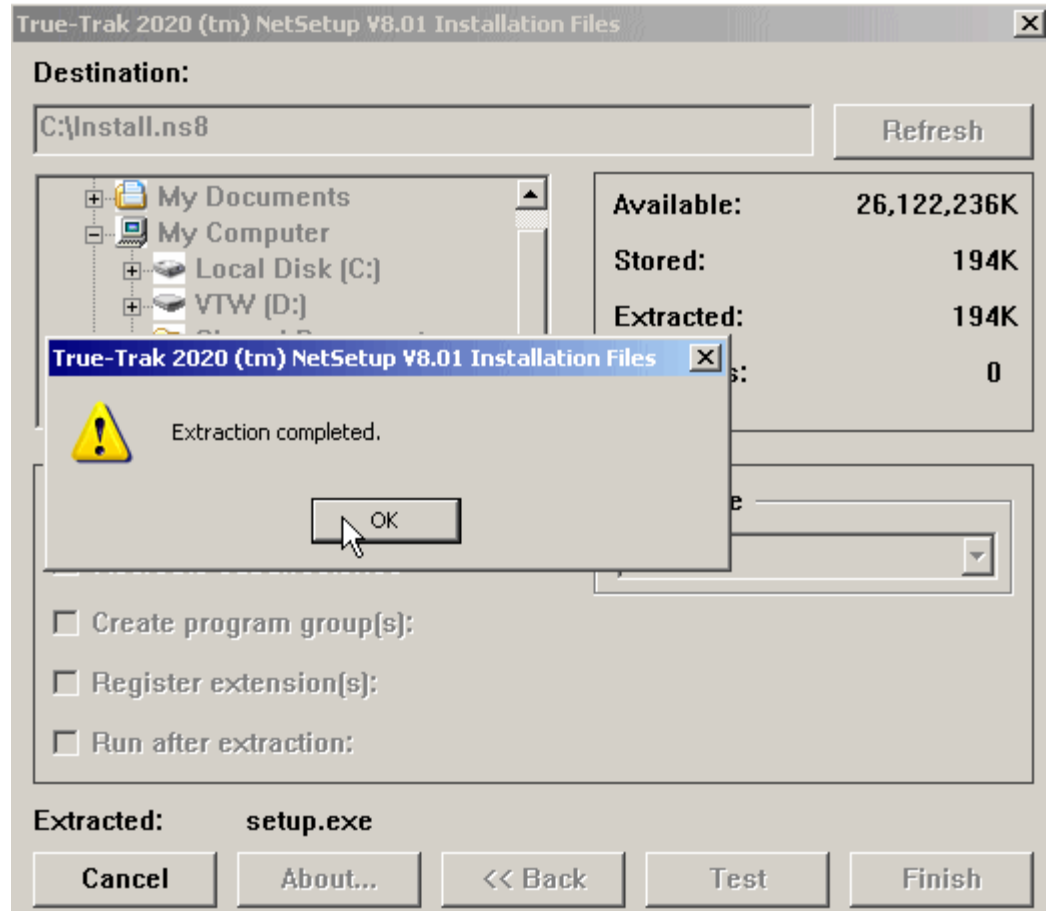 True-Trak 2020 (tm) NetSetup V8.01 Installation Files
Destination:
C:\Install.ns8
Refresh
My Documents
My Computer
Local Disk (C:)
VTW (D:)
Available: 26,122,236K
Stored: 194K
Extracted: 194K
s: 0
True-Trak 2020 (tm) NetSetup V8.01 Installation Files
Extraction completed.
OK
e
Create program group(s):
Register extension(s):
Run after extraction:
Extracted: setup.exe
Cancel
About...
<< Back
Test
Finish